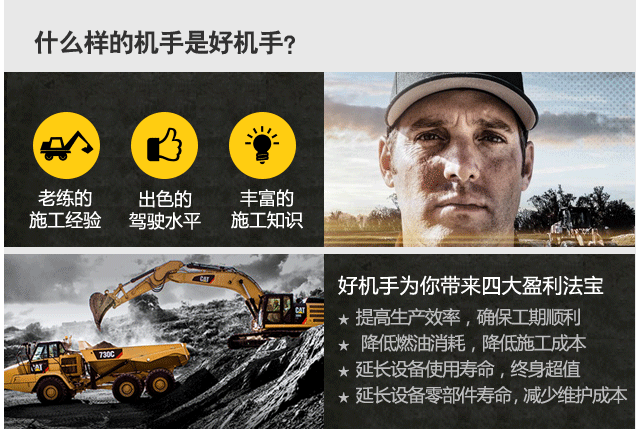 什么样的机手是好机手?
老练的
施工经验
出色的
驾驶水平
丰富的
施工知识
CAT
730C
CAT
好机手为你带来四大盈利法宝
★ 提高生产效率，确保工期顺利
★ 降低燃油消耗，降低施工成本
★ 延长设备使用寿命，终身超值
★ 延长设备零部件寿命，减少维护成本